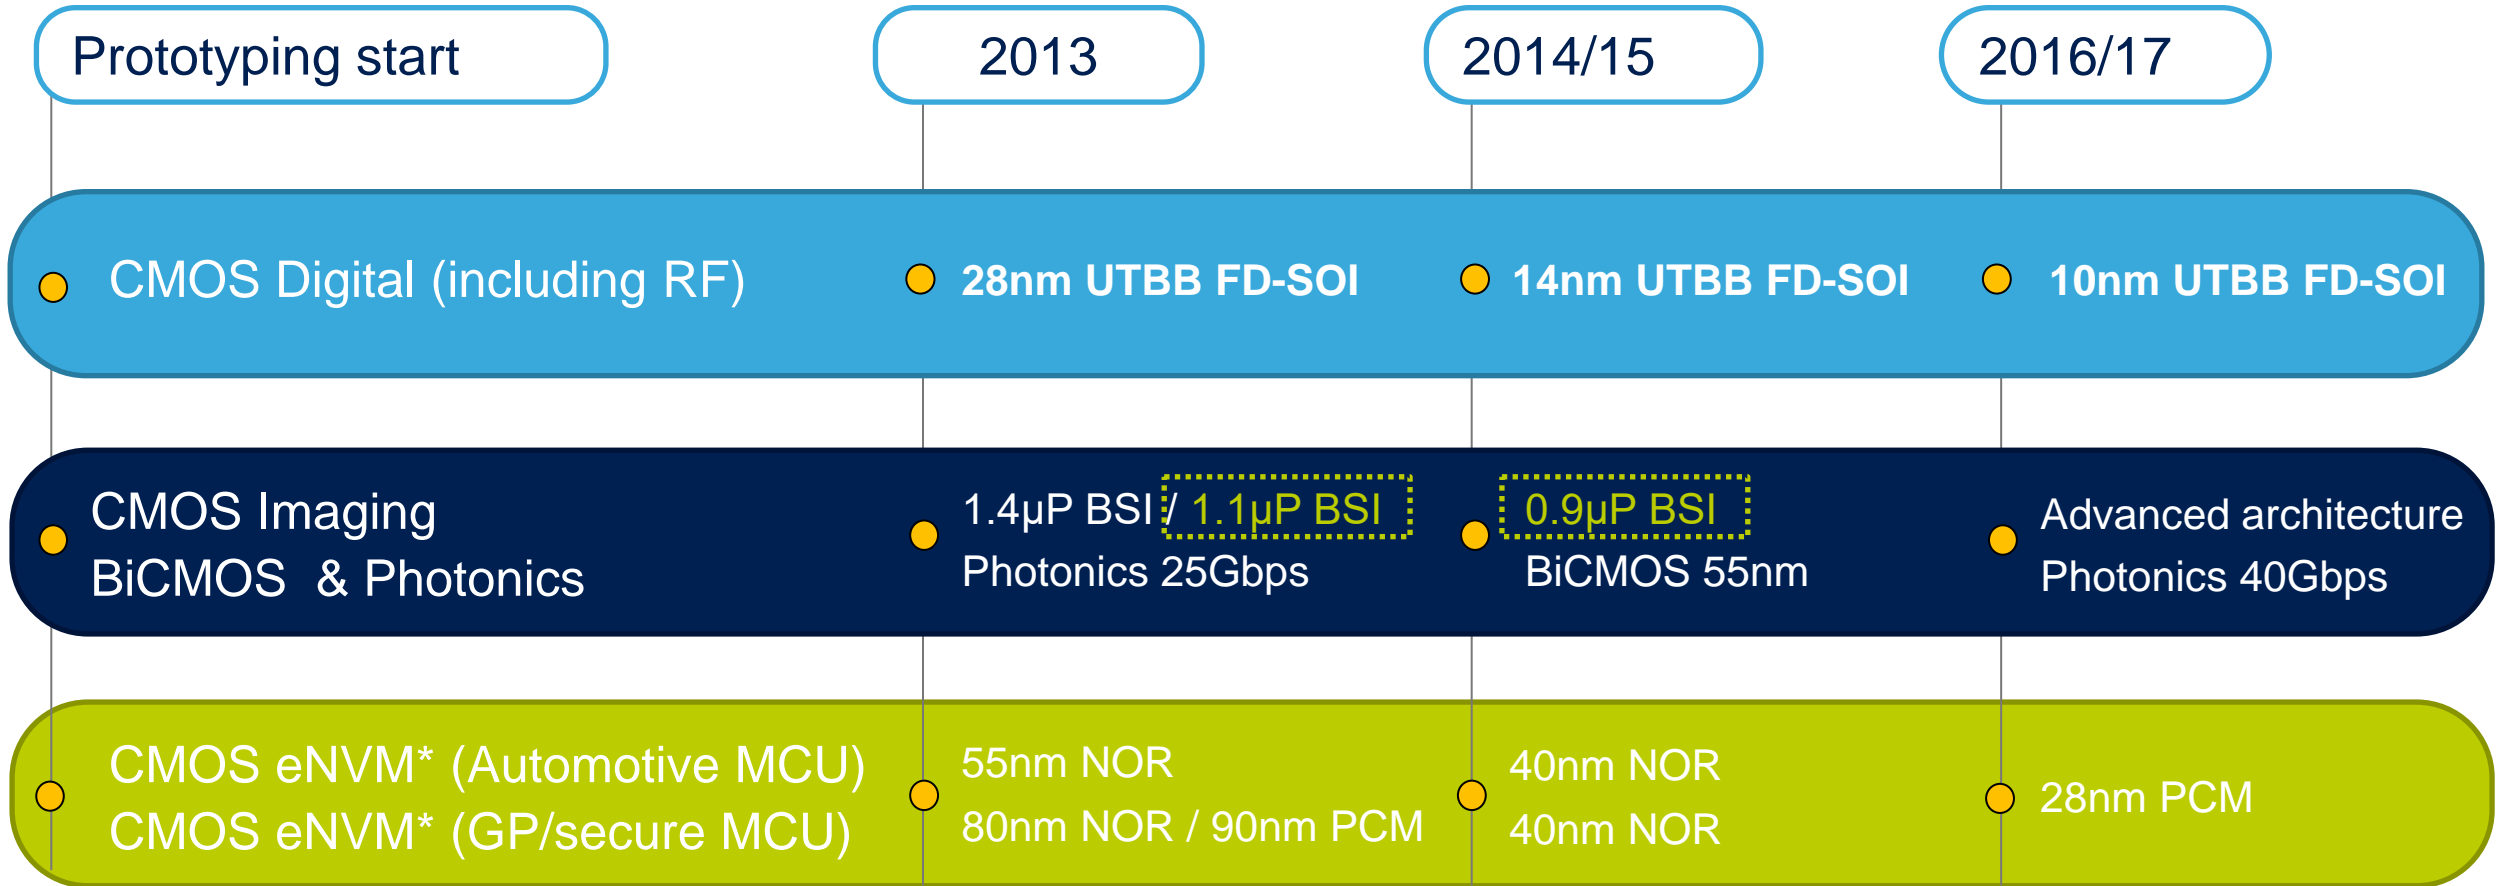 Prototyping start 2013 2014/15 2016/17
CMOS Digital (including RF) 28nm UTBB FD-SOI 14nm UTBB FD-SOI 10nm UTBB FD-SOI
CMOS Imaging 1.4µP BSI / 1.1µP BSI 0.9µP BSI Advanced architecture
BiCMOS & Photonics Photonics 25Gbps BiCMOS 55nm Photonics 40Gbps
CMOS eNVM* (Automotive MCU) 55nm NOR 40nm NOR
28nm PCM
CMOS eNVM* (GP/secure MCU) 80nm NOR / 90nm PCM 40nm NOR